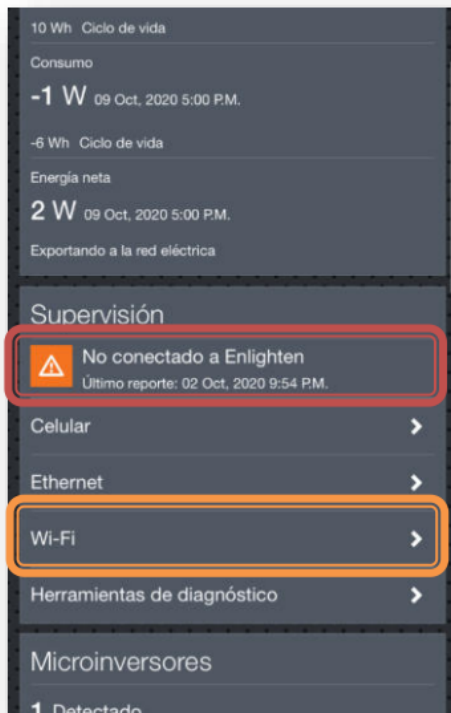 10 Wh Ciclo de vida
Consumo
-1 W 09 Oct, 2020 5:00 P.M.
-6 Wh Ciclo de vida
Energía neta
2 W 09 Oct, 2020 5:00 P.M.
Exportando a la red eléctrica
Supervisión
No conectado a Enlighten
Último reporte: 02 Oct, 2020 9:54 P.M.
Celular
Ethernet
Wi-Fi
Herramientas de diagnóstico
Microinversores
1 Detectado